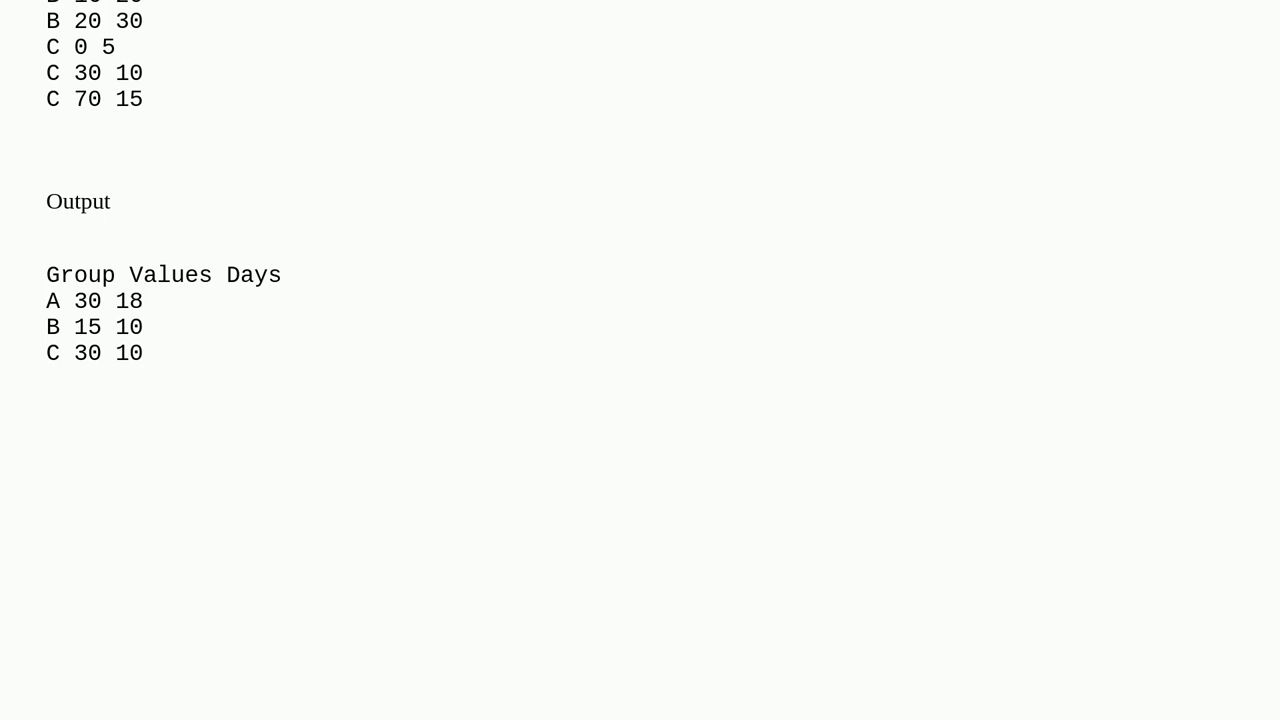 B 20 30
C 0 5
C 30 10
C 70 15
Output
Group Values Days
A 30 18
B 15 10
C 30 10